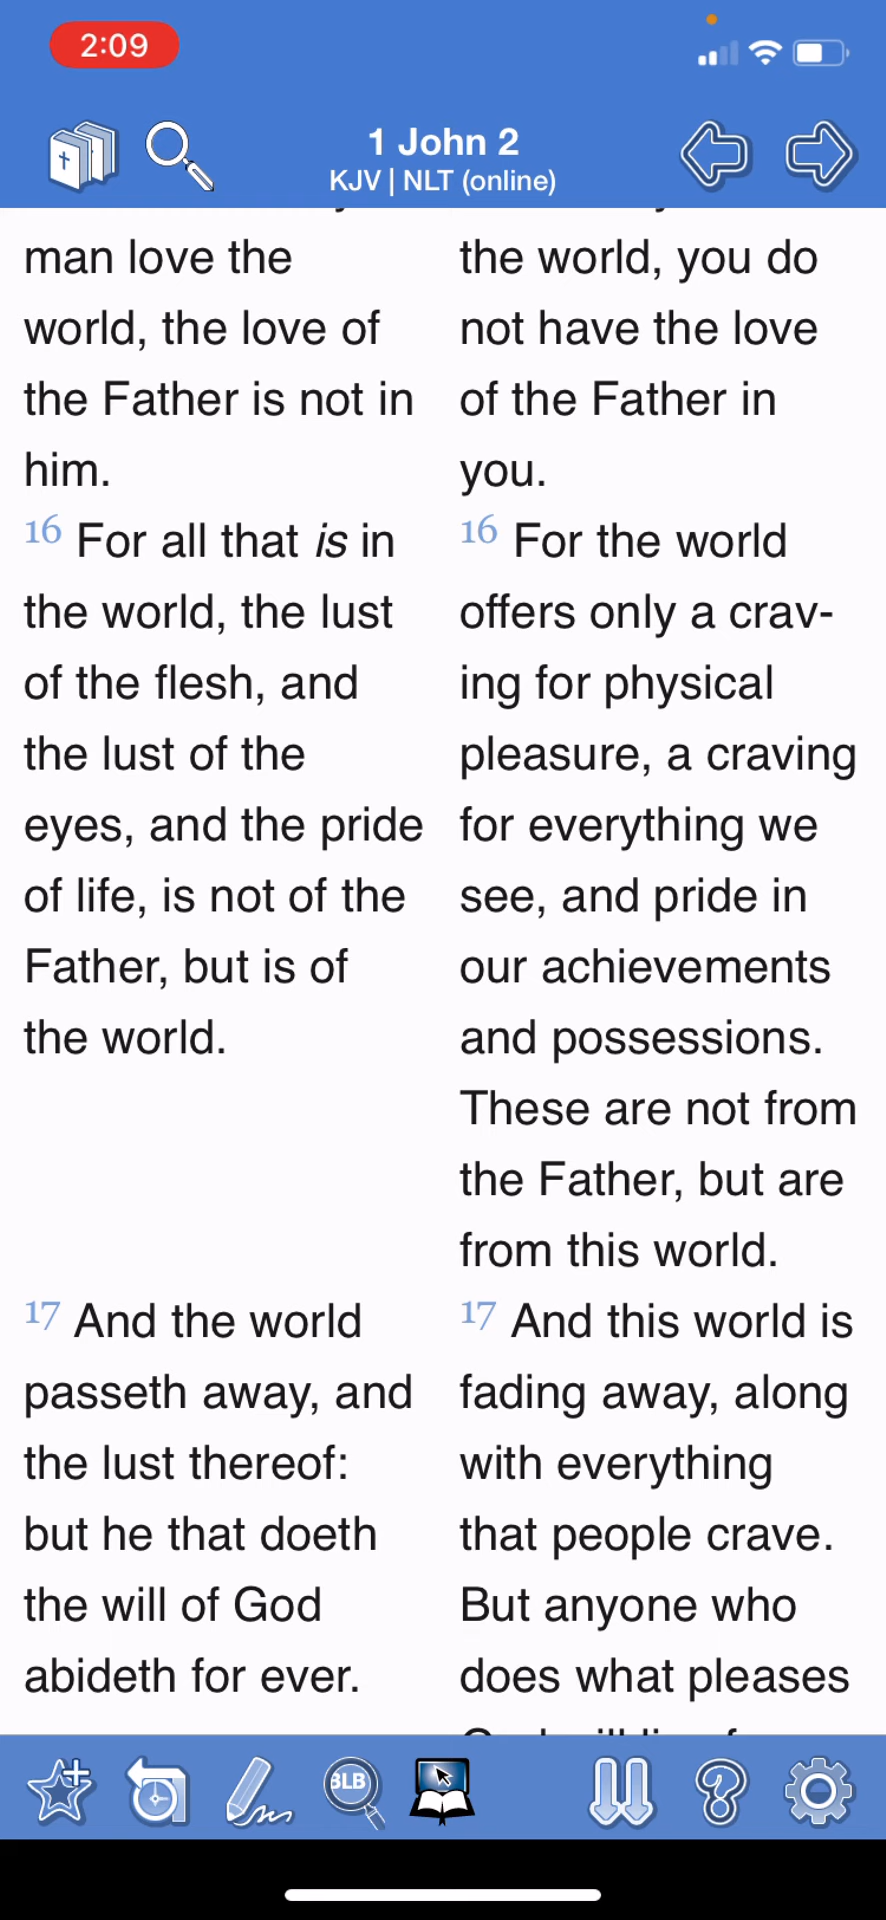 2:09
1 John 2
KJV | NLT (online)
man love the
world, the love of
the Father is not in
him.
16 For all that is in
the world, the lust
of the flesh, and
the lust of the
eyes, and the pride
of life, is not of the
Father, but is of
the world.
17 And the world
passeth away, and
the lust thereof:
but he that doeth
the will of God
abideth for ever.
the world, you do
not have the love
of the Father in
you.
16 For the world
offers only a crav-
ing for physical
pleasure, a craving
for everything we
see, and pride in
our achievements
and possessions.
These are not from
the Father, but are
from this world.
17 And this world is
fading away, along
with everything
that people crave.
But anyone who
does what pleases
BLB